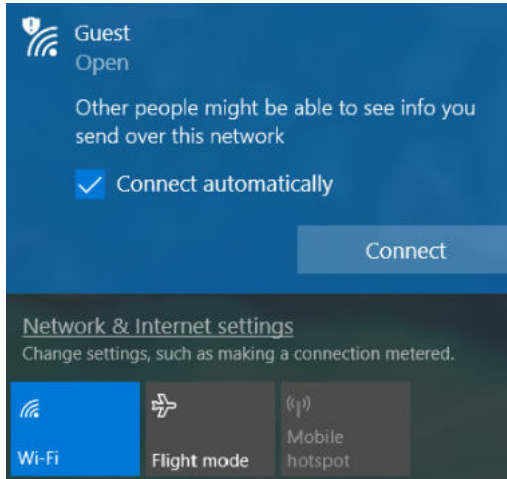 Guest
Open
Other people might be able to see info you
send over this network
Connect automatically
Connect
Network & Internet settings
Change settings, such as making a connection metered.
Wi-Fi
Flight mode
Mobile
hotspot